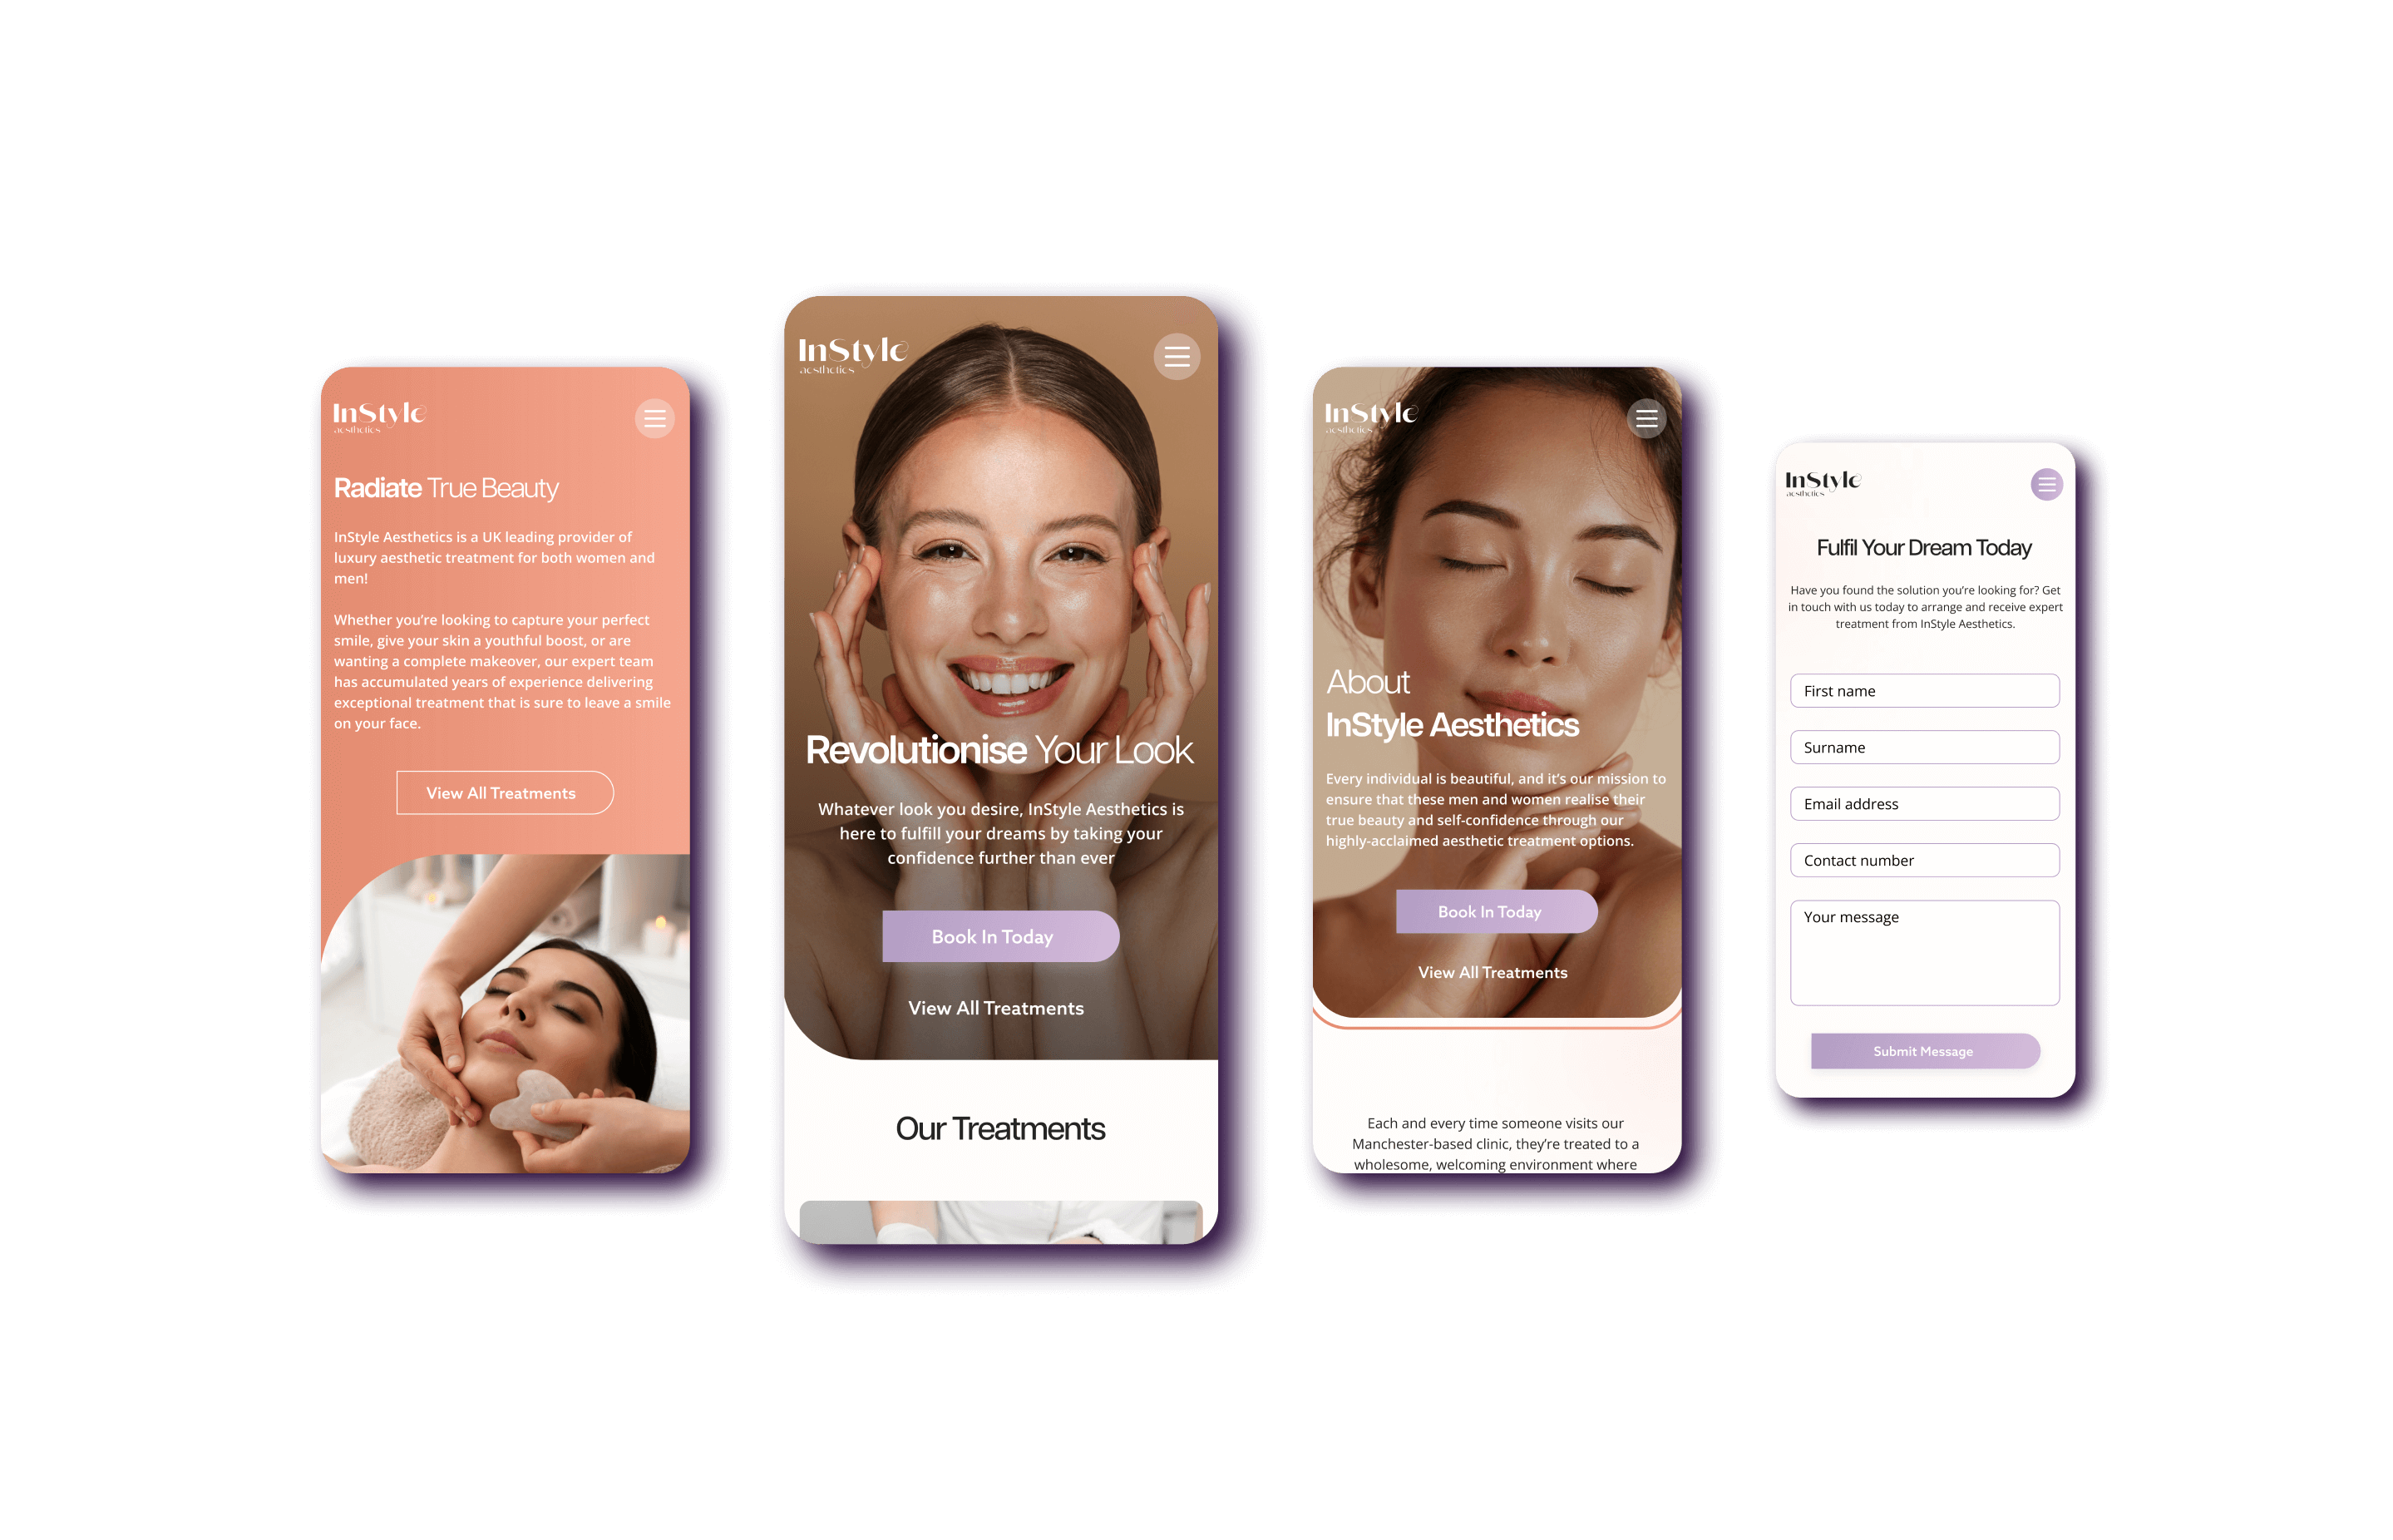 InStyle
aesthetics
Radiate True Beauty
InStyle Aesthetics is a UK leading provider of
luxury aesthetic treatment for both women and
men!
Whether you're looking to capture your perfect
smile, give your skin a youthful boost, or are
wanting a complete makeover, our expert team
has accumulated years of experience delivering
exceptional treatment that is sure to leave a smile
on your face.
View All Treatments
InStyle
aesthetics
Revolutionise Your Look
Whatever look you desire, InStyle Aesthetics is
here to fulfill your dreams by taking your
confidence further than ever
Book In Today
View All Treatments
Our Treatments
InStyle
aesthetics
About
InStyle Aesthetics
Every individual is beautiful, and it's our mission to
ensure that these men and women realise their
true beauty and self-confidence through our
highly-acclaimed aesthetic treatment options.
Book In Today
View All Treatments
Each and every time someone visits our
Manchester-based clinic, they're treated to a
wholesome, welcoming environment where
InStyle
aesthetics
Fulfil Your Dream Today
Have you found the solution you're looking for? Get
in touch with us today to arrange and receive expert
treatment from InStyle Aesthetics.
First name
Surname
Email address
Contact number
Your message
Submit Message